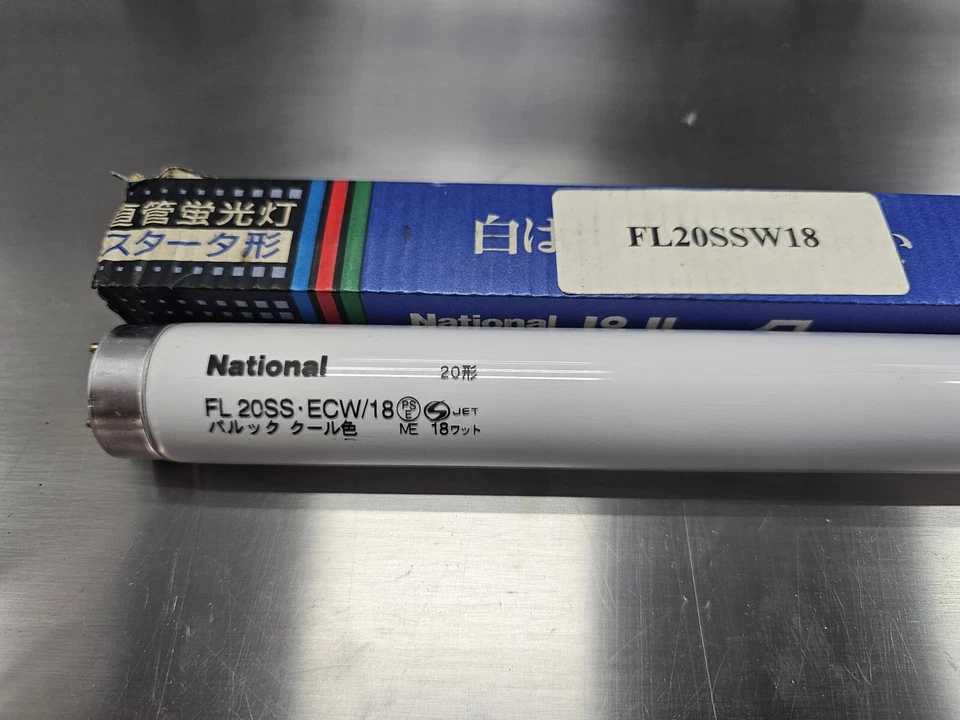 直管蛍光灯
スタータ形
白は
FL20SSW18
National
National 20形
FL 20SS・ECW/18 PS E S JET
パルック クール色 ME 18ワット